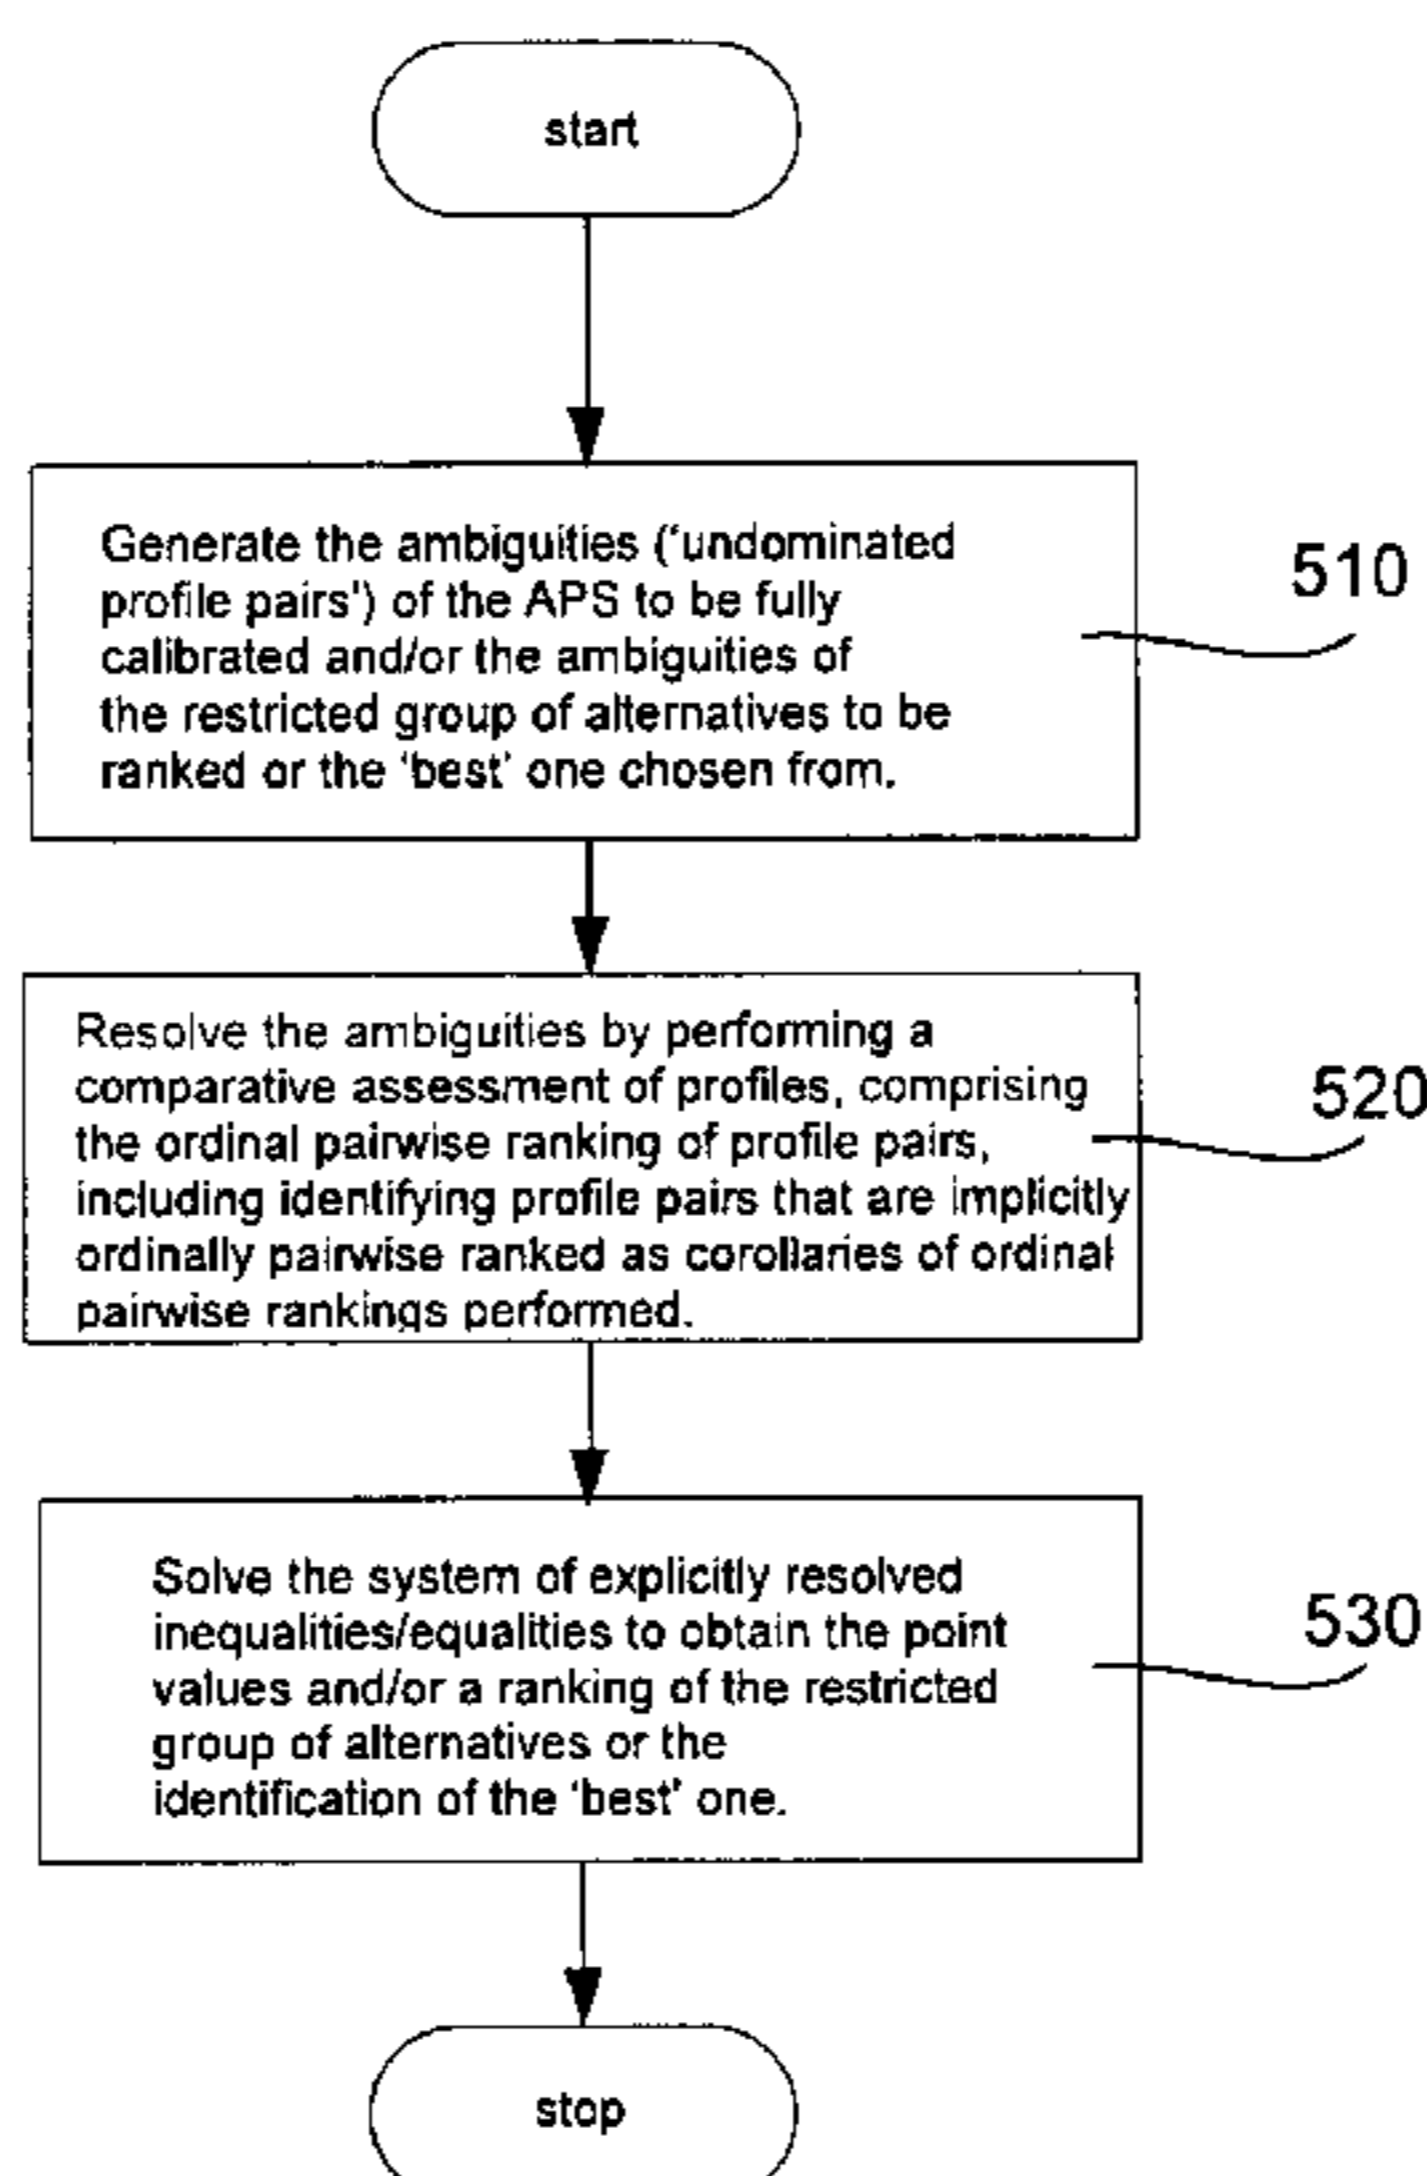 start
Generate the ambiguities (‘undominated
profile pairs’) of the APS to be fully
calibrated and/or the ambiguities of
the restricted group of alternatives to be
ranked or the ‘best’ one chosen from.
510
Resolve the ambiguities by performing a
comparative assessment of profiles, comprising
the ordinal pairwise ranking of profile pairs,
including identifying profile pairs that are implicitly
ordinally pairwise ranked as corollaries of ordinal
pairwise rankings performed.
520
Solve the system of explicitly resolved
inequalities/equalities to obtain the point
values and/or a ranking of the restricted
group of alternatives or the
identification of the ‘best’ one.
530
stop